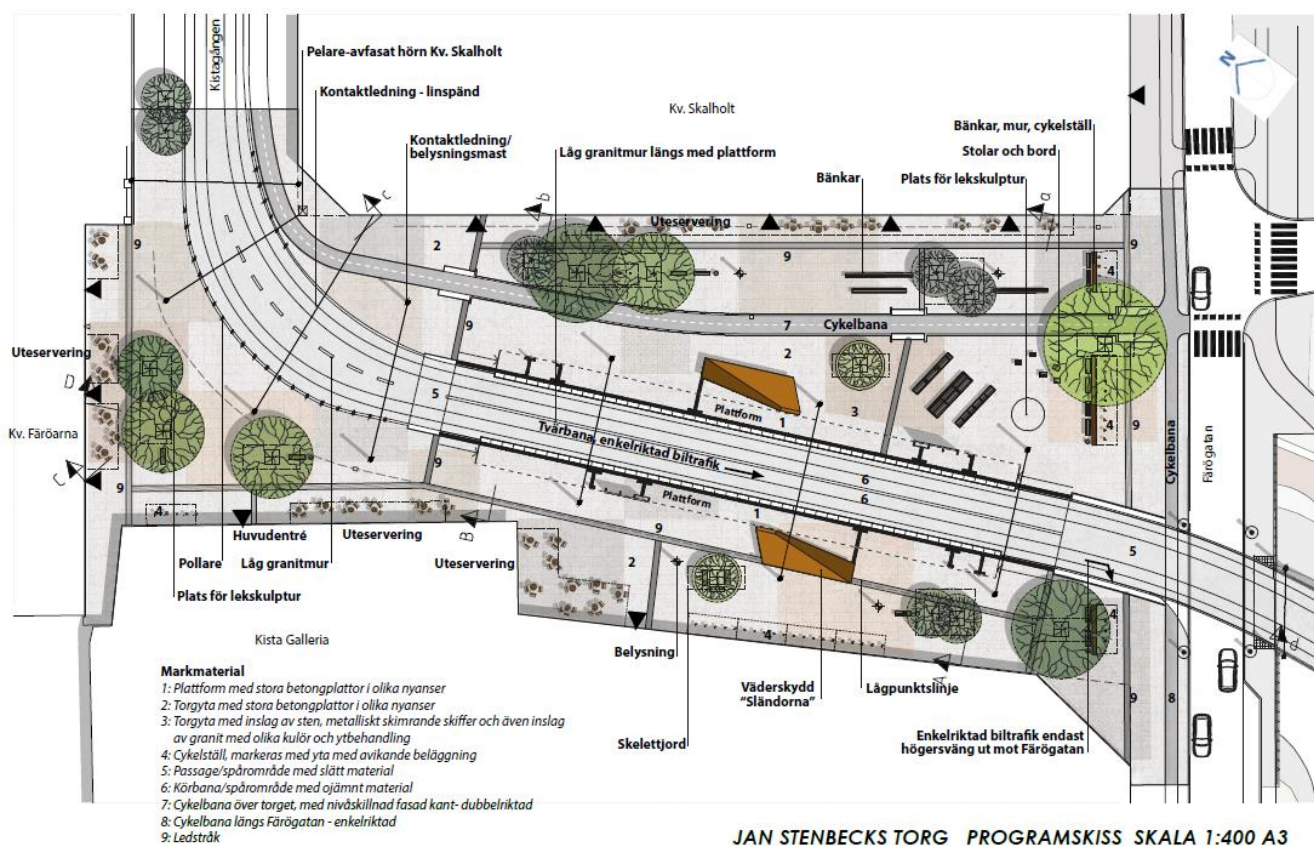 Kistagången
Pelare-avfasat hörn Kv. Skalholt
Kontaktledning - linspänd
Kontaktledning/
belysningsmast
Kv. Skalholt
Låg granitmur längs med plattform
Bänkar
Bänkar, mur, cykelställ
Stolar och bord
Plats för lekskulptur
N
c
b
a
Uteservering
9
2
9
9
4
9
7
Cykelbana
2
3
Uteservering
D
Kv. Färöarna
C
5
Plattform
1
Tvärbana, enkelriktad biltrafik
6
6
4
9
Cykelbana
Färögatan
9
9
4
Plattform
1
9
B
2
5
Huvudentré
Uteservering
Uteservering
Pollare
Låg granitmur
Plats för lekskulptur
4
4
A
d
9
8
Kista Galleria
Belysning
Väderskydd
"Sländorna"
Lågpunktslinje
Skelettjord
Enkelriktad biltrafik endast
högersväng ut mot Färögatan
Markmaterial
1: Plattform med stora betongplattor i olika nyanser
2: Torgyta med stora betongplattor i olika nyanser
3: Torgyta med inslag av sten, metalliskt skimrande skiffer och även inslag
av granit med olika kulör och ytbehandling
4: Cykelställ, markeras med yta med avikande beläggning
5: Passage/spårområde med slätt material
6: Körbana/spårområde med ojämnt material
7: Cykelbana över torget, med nivåskillnad fasad kant- dubbelriktad
8: Cykelbana längs Färögatan - enkelriktad
9: Ledstråk
JAN STENBECKS TORG PROGRAMSKISS SKALA 1:400 A3